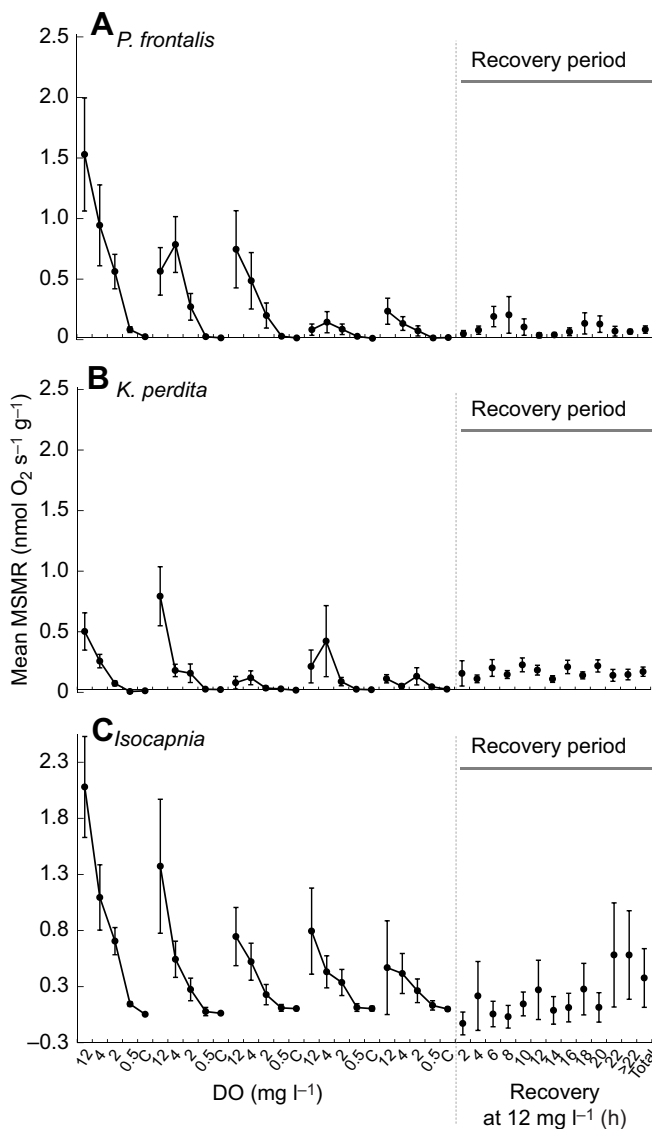 A P. frontalis
2.5
2.0
1.5
1.0
0.5
0
Recovery period
B K. perdita
2.5
2.0
1.5
1.0
0.5
0
Recovery period
Mean MSMR (nmol O2 s–1 g–1)
C Isocapnia
2.3
1.8
1.3
0.8
0.3
–0.3
Recovery period
12 4 2 0.5 C 12 4 2 0.5 C 12 4 2 0.5 C 12 4 2 0.5 C 12 4 2 0.5 C 2 4 6 8 10 12 14 16 18 20 22 >22 Total
DO (mg l–1)
Recovery
at 12 mg l–1 (h)